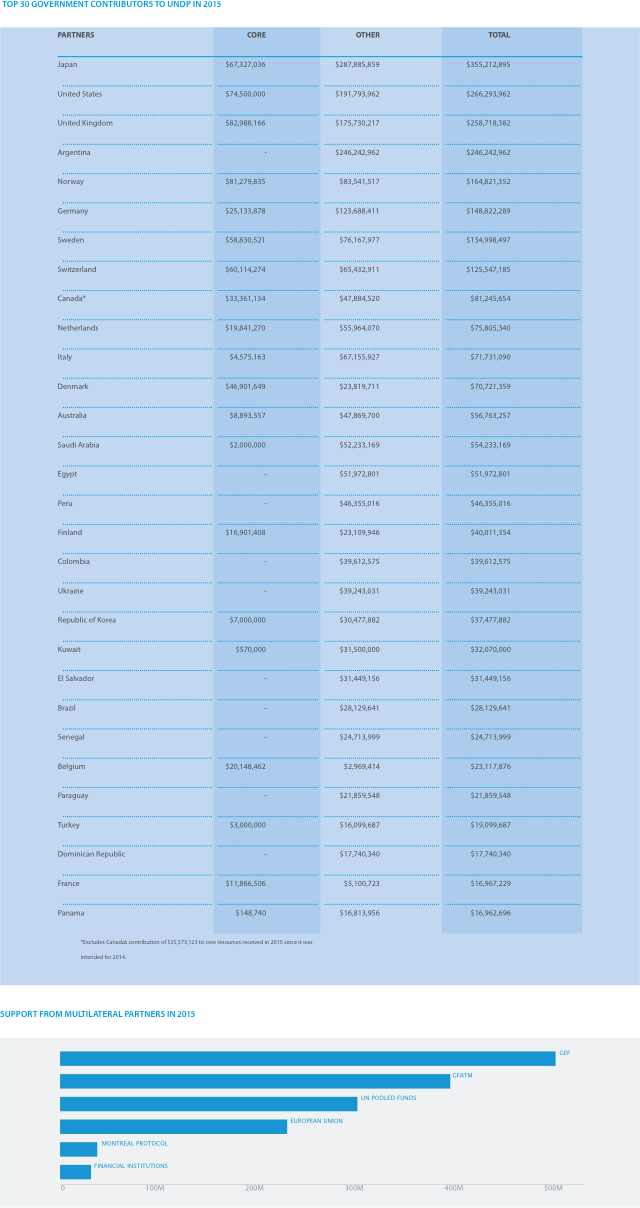 TOP 30 GOVERNMENT CONTRIBUTORS TO UNDP IN 2015
PARTNERS CORE OTHER TOTAL
Japan $67,327,036 $287,885,859 $355,212,895
United States $74,500,000 $191,793,962 $266,293,962
United Kingdom $82,988,166 $175,730,217 $258,718,382
Argentina - $246,242,962 $246,242,962
Norway $81,279,835 $83,541,517 $164,821,352
Germany $25,133,878 $123,688,411 $148,822,289
Sweden $58,830,521 $76,167,977 $134,998,497
Switzerland $60,114,274 $65,432,911 $125,547,185
Canada* $33,361,134 $47,884,520 $81,245,654
Netherlands $19,841,270 $55,964,070 $75,805,340
Italy $4,575,163 $67,155,927 $71,731,090
Denmark $46,901,649 $23,819,711 $70,721,359
Australia $8,893,557 $47,869,700 $56,763,257
Saudi Arabia $2,000,000 $52,233,169 $54,233,169
Egypt - $51,972,801 $51,972,801
Peru - $46,355,016 $46,355,016
Finland $16,901,408 $23,109,946 $40,011,354
Colombia - $39,612,575 $39,612,575
Ukraine - $39,243,031 $39,243,031
Republic of Korea $7,000,000 $30,477,882 $37,477,882
Kuwait $570,000 $31,500,000 $32,070,000
El Salvador - $31,449,156 $31,449,156
Brazil - $28,129,641 $28,129,641
Senegal - $24,713,999 $24,713,999
Belgium $20,148,462 $2,969,414 $23,117,876
Paraguay - $21,859,548 $21,859,548
Turkey $3,000,000 $16,099,687 $19,099,687
Dominican Republic - $17,740,340 $17,740,340
France $11,866,506 $5,100,723 $16,967,229
Panama $148,740 $16,813,956 $16,962,696
*Excludes Canada's contribution of $35,573,123 to core resources received in 2015 since it was
intended for 2014.
SUPPORT FROM MULTILATERAL PARTNERS IN 2015
GEF
GFATM
UN POOLED FUNDS
EUROPEAN UNION
MONTREAL PROTOCOL
FINANCIAL INSTITUTIONS
0 100M 200M 300M 400M 500M